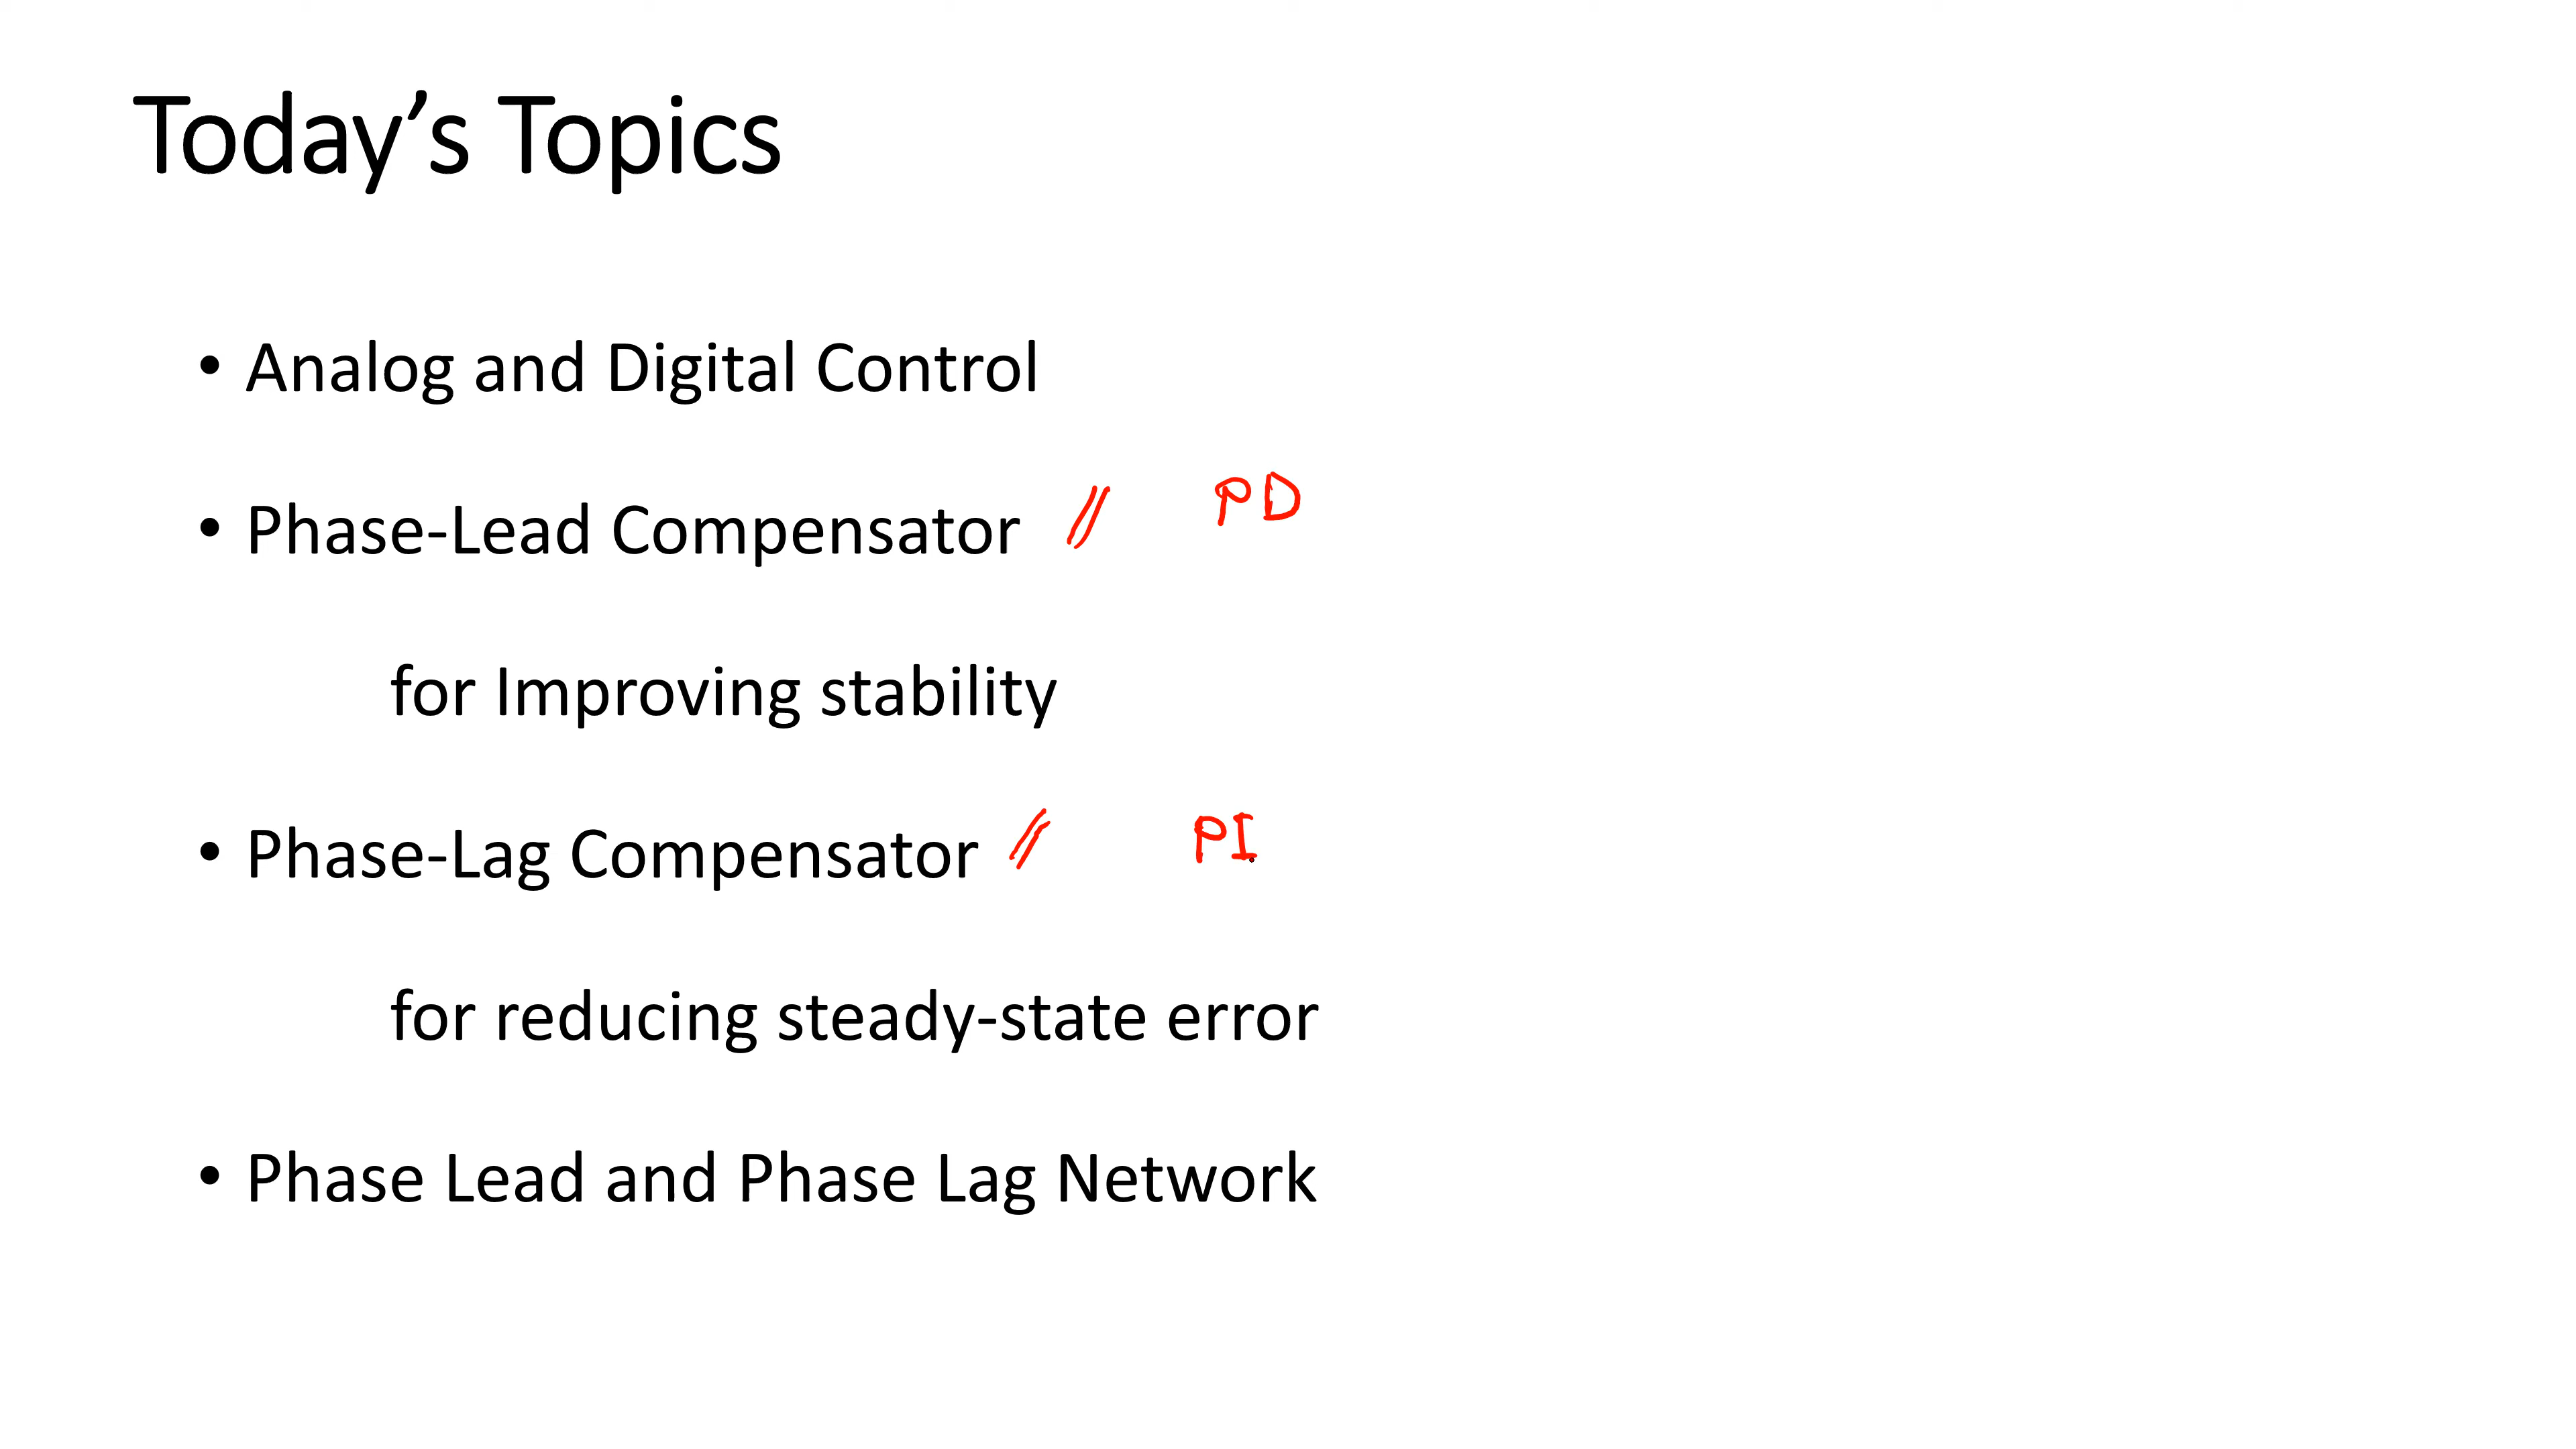 Today’s Topics
• Analog and Digital Control
• Phase-Lead Compensator // PD
for Improving stability
• Phase-Lag Compensator // PI
for reducing steady-state error
• Phase Lead and Phase Lag Network